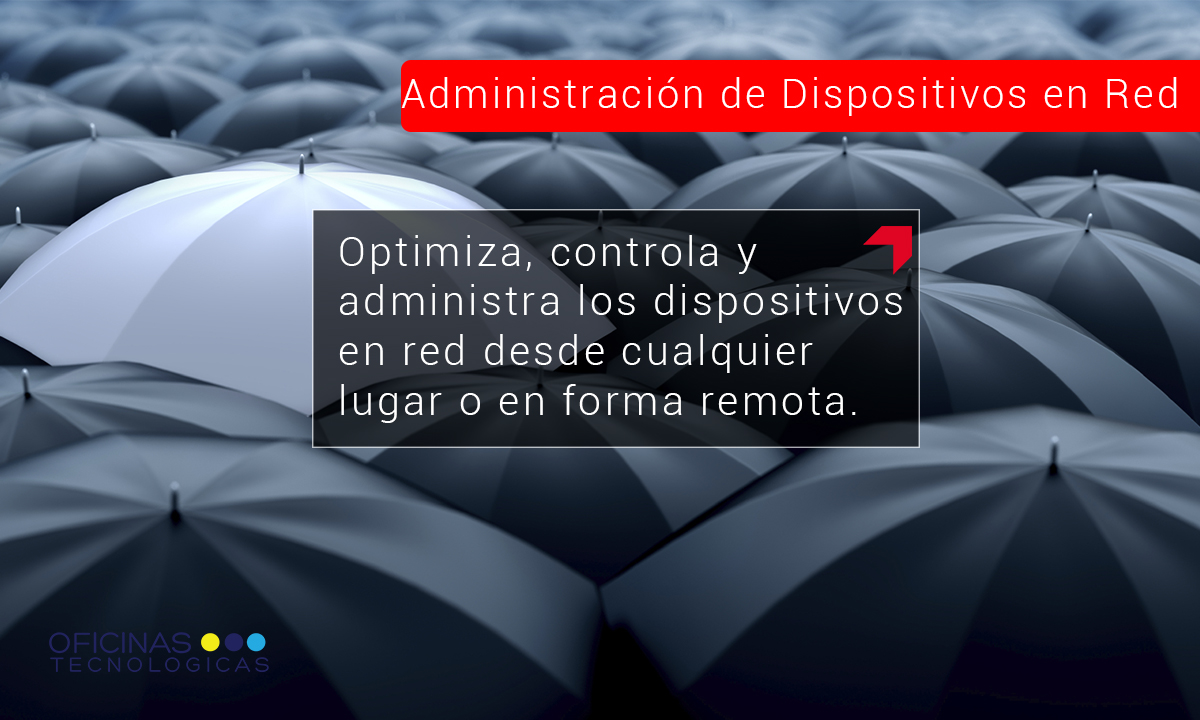 Administración de Dispositivos en Red
Optimiza, controla y
administra los dispositivos
en red desde cualquier
lugar o en forma remota.
OFICINAS
TECNOLOGICAS